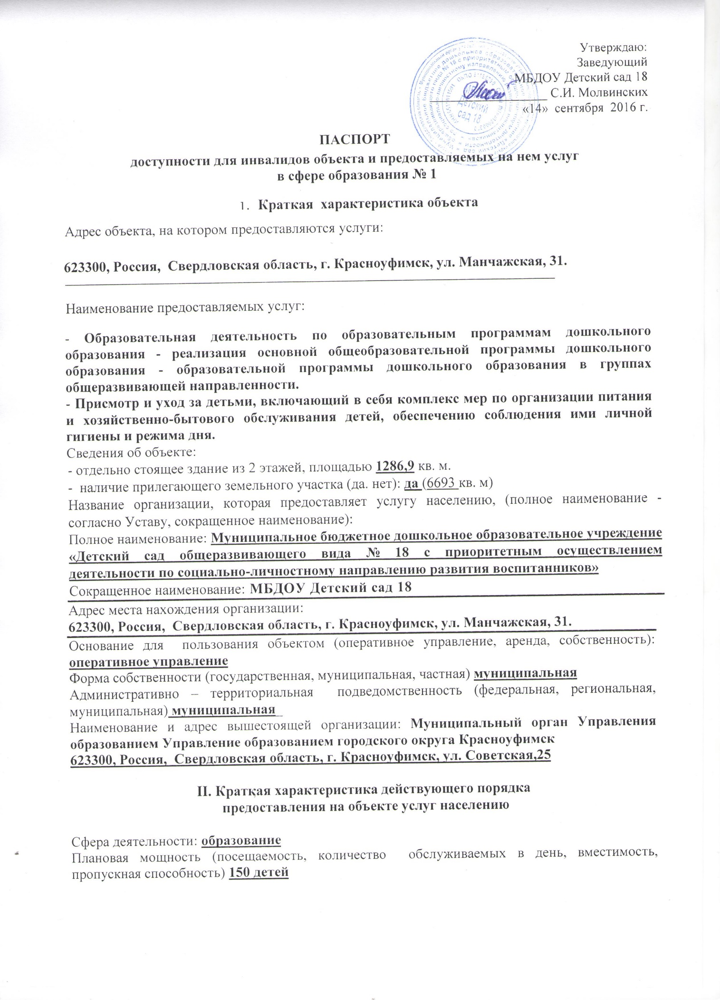 Утверждаю:
Заведующий
МБДОУ Детский сад 18
С.И. Молвинских
«14» сентября 2016 г.
Детский
сад 18
ПАСПОРТ
доступности для инвалидов объекта и предоставляемых на нем услуг
в сфере образования № 1
1. Краткая характеристика объекта
Адрес объекта, на котором предоставляются услуги:
623300, Россия, Свердловская область, г. Красноуфимск, ул. Манчажская, 31.
Наименование предоставляемых услуг:
- Образовательная деятельность по образовательным программам дошкольного
образования - реализация основной общеобразовательной программы дошкольного
образования - образовательной программы дошкольного образования в группах
общеразвивающей направленности.
- Присмотр и уход за детьми, включающий в себя комплекс мер по организации питания
и хозяйственно-бытового обслуживания детей, обеспечению соблюдения ими личной
гигиены и режима дня.
Сведения об объекте:
- отдельно стоящее здание из 2 этажей, площадью 1286,9 кв. м.
- наличие прилегающего земельного участка (да. нет): да (6693 кв. м)
Название организации, которая предоставляет услугу населению, (полное наименование -
согласно Уставу, сокращенное наименование):
Полное наименование: Муниципальное бюджетное дошкольное образовательное учреждение
«Детский сад общеразвивающего вида № 18 с приоритетным осуществлением
деятельности по социально-личностному направлению развития воспитанников»
Сокращенное наименование: МБДОУ Детский сад 18
Адрес места нахождения организации:
623300, Россия, Свердловская область, г. Красноуфимск, ул. Манчажская, 31.
Основание для пользования объектом (оперативное управление, аренда, собственность):
оперативное управление
Форма собственности (государственная, муниципальная, частная) муниципальная
Административно – территориальная подведомственность (федеральная, региональная,
муниципальная) муниципальная
Наименование и адрес вышестоящей организации: Муниципальный орган Управления
образованием Управление образованием городского округа Красноуфимск
623300, Россия, Свердловская область, г. Красноуфимск, ул. Советская,25
II. Краткая характеристика действующего порядка
предоставления на объекте услуг населению
Сфера деятельности: образование
Плановая мощность (посещаемость, количество обслуживаемых в день, вместимость,
пропускная способность) 150 детей